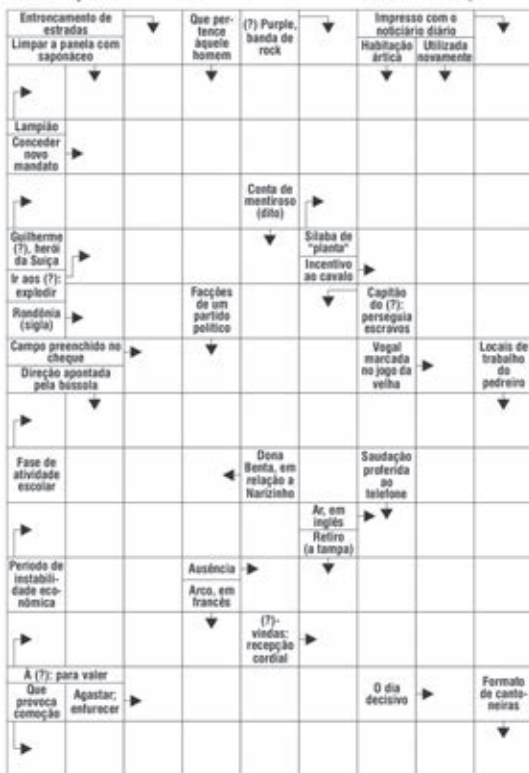 Entroncamento de
estradas
Limpar a panela com
saponáceo
Que per-
tence
àquele
homem
(?) Purple,
banda de
rock
Impresso com o
noticiário diário
Habitação
ártica
Utilizada
novamente
Lampião
Conceder
novo
mandato
Conta de
mentiroso
(dito)
Guilherme
(?), herói
da Suíça
Sílaba de
"planta"
Incentivo
ao cavalo
Ir aos (?):
explodir
Rondônia
(sigla)
Facções
de um
partido
político
Capitão
do (?):
perseguia
escravos
Campo preenchido no
cheque
Direção apontada
pela bússola
Vogal
marcada
no jogo da
velha
Locais de
trabalho
do
pedreiro
Fase de
atividade
escolar
Dona
Benta, em
relação a
Narizinho
Saudação
proferida
ao
telefone
Ar, em
inglês
Retiro
(a tampa)
Período de
instabili-
dade eco-
nômica
Ausência
Arco, em
francês
(?)-
vindas:
recepção
cordial
À (?): para valer
Que
provoca
comoção
Agastar;
enfurecer
O dia
decisivo
Formato
de canto-
neiras